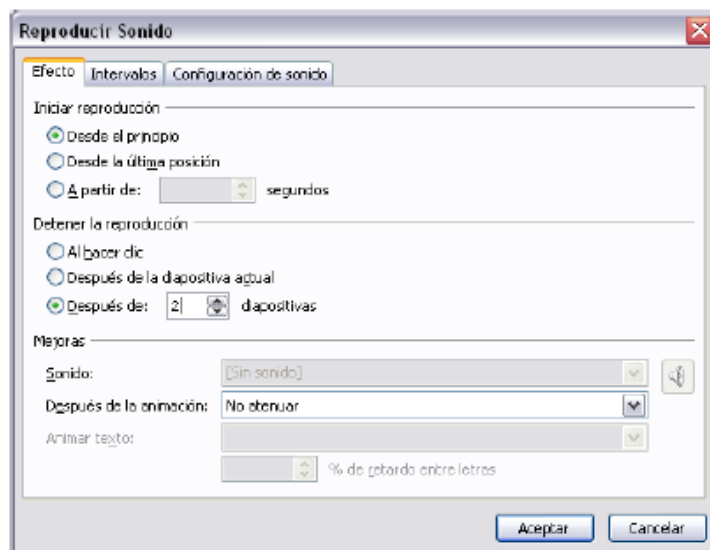 Reproducir Sonido
Efecto Intervalos Configuración de sonido
Iniciar reproducción
Desde el principio
Desde la última posición
A partir de: segundos
Detener la reproducción
Al hacer clic
Después de la diapositiva actual
Después de: 2 diapositivas
Mejoras
Sonido: [Sin sonido]
Después de la animación: No atenuar
Animar texto:
% de retardo entre letras
Aceptar Cancelar